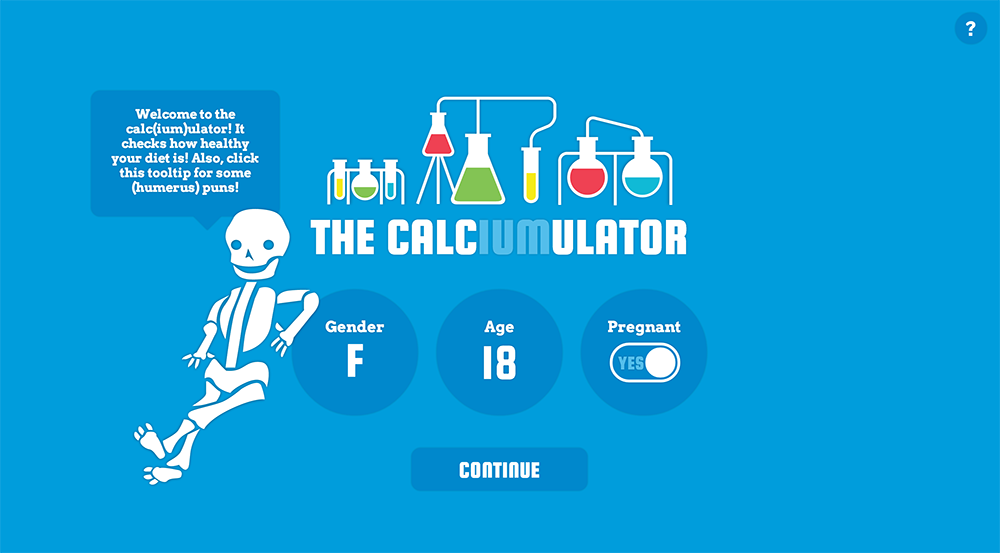 ?
Welcome to the
calc(ium)ulator! It
checks how healthy
your diet is! Also, click
this tooltip for some
(humerus) puns!
THE CALCIUMULATOR
Gender
F
Age
18
Pregnant
YES
CONTINUE